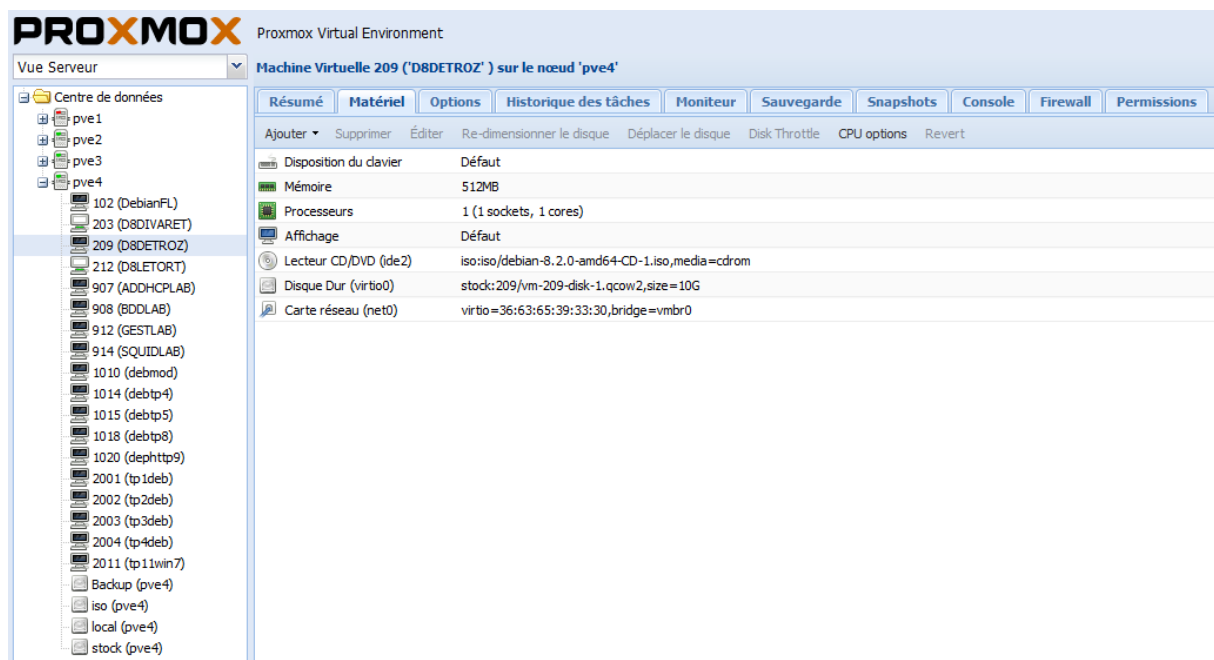 PROXMOX Proxmox Virtual Environment
Vue Serveur
Machine Virtuelle 209 ('D8DETROZ' ) sur le nœud 'pve4'
Centre de données
pve1
pve2
pve3
pve4
102 (DebianFL)
203 (D8DIVARET)
209 (D8DETROZ)
212 (D8LETORT)
907 (ADDHCPLAB)
908 (BDDLAB)
912 (GESTLAB)
914 (SQUIDLAB)
1010 (debmod)
1014 (debtp4)
1015 (debtp5)
1018 (debtp8)
1020 (dephttp9)
2001 (tp1deb)
2002 (tp2deb)
2003 (tp3deb)
2004 (tp4deb)
2011 (tp11win7)
Backup (pve4)
iso (pve4)
local (pve4)
stock (pve4)
Résumé Matériel Options Historique des tâches Moniteur Sauvegarde Snapshots Console Firewall Permissions
Ajouter Supprimer Éditer Re-dimensionner le disque Déplacer le disque Disk Throttle CPU options Revert
Disposition du clavier Défaut
Mémoire 512MB
Processeurs 1 (1 sockets, 1 cores)
Affichage Défaut
Lecteur CD/DVD (ide2) iso:iso/debian-8.2.0-amd64-CD-1.iso,media=cdrom
Disque Dur (virtio0) stock:209/vm-209-disk-1.qcow2,size=10G
Carte réseau (net0) virtio=36:63:65:39:33:30,bridge=vmbr0